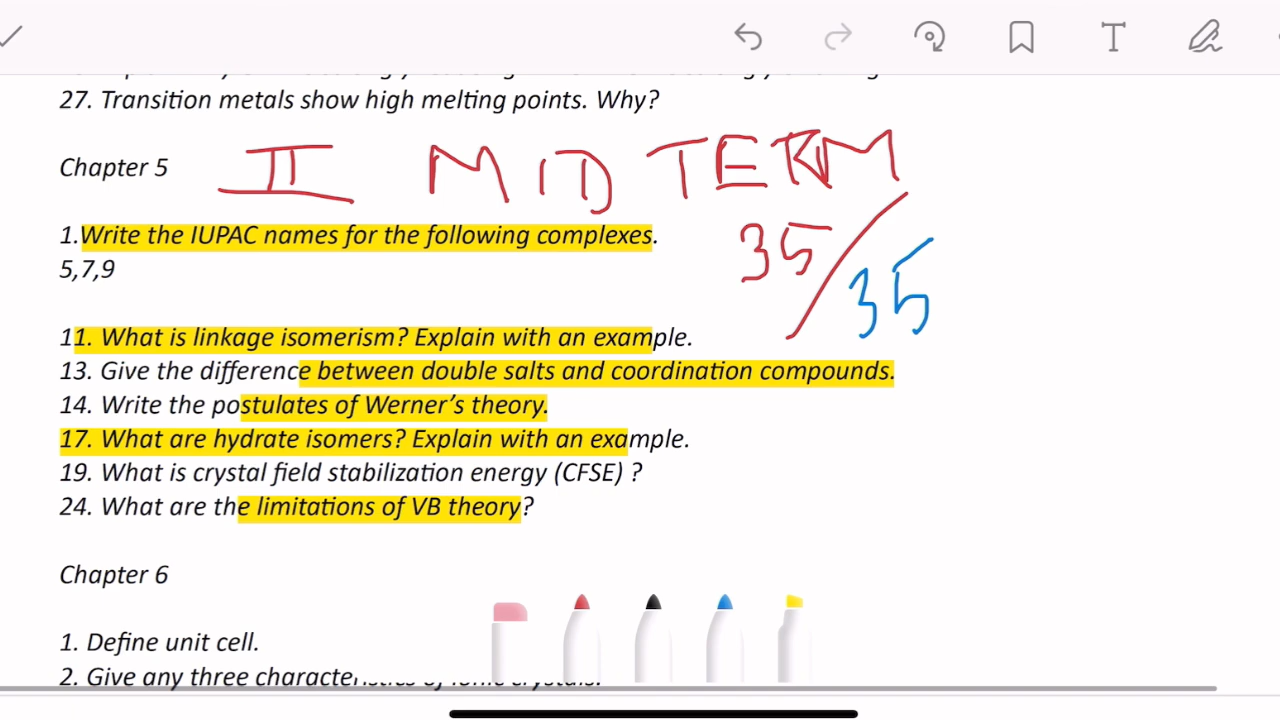 27. Transition metals show high melting points. Why?
Chapter 5
II MID TERM
1.Write the IUPAC names for the following complexes.
35/35
5,7,9
11. What is linkage isomerism? Explain with an example.
13. Give the difference between double salts and coordination compounds.
14. Write the postulates of Werner's theory.
17. What are hydrate isomers? Explain with an example.
19. What is crystal field stabilization energy (CFSE) ?
24. What are the limitations of VB theory?
Chapter 6
1. Define unit cell.
2. Give any three characteristics of ionic crystals.
T